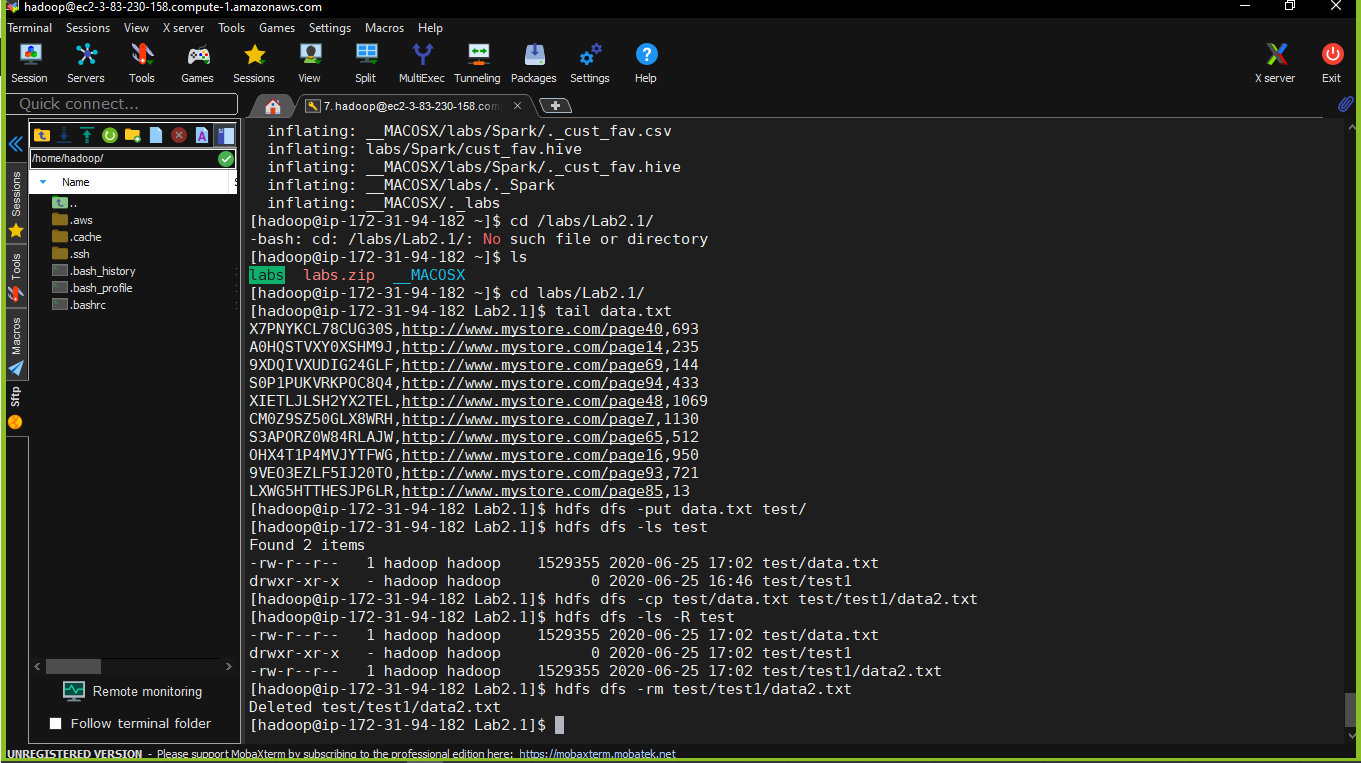 hadoop@ec2-3-83-230-158.compute-1.amazonaws.com
Terminal Sessions View X server Tools Games Settings Macros Help
Session Servers Tools Games Sessions View Split MultiExec Tunneling Packages Settings Help X server Exit
Quick connect...
7. hadoop@ec2-3-83-230-158.com
/home/hadoop/
Name
..
.aws
.cache
.ssh
.bash_history
.bash_profile
.bashrc
Sessions
Tools
Macros
Sftp
Remote monitoring
Follow terminal folder
inflating: __MACOSX/labs/Spark/._cust_fav.csv
inflating: labs/Spark/cust_fav.hive
inflating: __MACOSX/labs/Spark/._cust_fav.hive
inflating: __MACOSX/labs/._Spark
inflating: __MACOSX/._labs
[hadoop@ip-172-31-94-182 ~]$ cd /labs/Lab2.1/
-bash: cd: /labs/Lab2.1/: No such file or directory
[hadoop@ip-172-31-94-182 ~]$ ls
labs labs.zip __MACOSX
[hadoop@ip-172-31-94-182 ~]$ cd labs/Lab2.1/
[hadoop@ip-172-31-94-182 Lab2.1]$ tail data.txt
X7PNYKCL78CUG30S,http://www.mystore.com/page40,693
A0HQSTVXY0XSHM9J,http://www.mystore.com/page14,235
9XDQIVXUDIG24GLF,http://www.mystore.com/page69,144
S0P1PUKVRKPOC8Q4,http://www.mystore.com/page94,433
XIETLJLSH2YX2TEL,http://www.mystore.com/page48,1069
CM0Z9SZ50GLX8WRH,http://www.mystore.com/page7,1130
S3APORZ0W84RLAJW,http://www.mystore.com/page65,512
OHX4T1P4MVJYTFWG,http://www.mystore.com/page16,950
9VEO3EZLF5IJ20TO,http://www.mystore.com/page93,721
LXWG5HTTHESJP6LR,http://www.mystore.com/page85,13
[hadoop@ip-172-31-94-182 Lab2.1]$ hdfs dfs -put data.txt test/
[hadoop@ip-172-31-94-182 Lab2.1]$ hdfs dfs -ls test
Found 2 items
-rw-r--r-- 1 hadoop hadoop 1529355 2020-06-25 17:02 test/data.txt
drwxr-xr-x - hadoop hadoop 0 2020-06-25 16:46 test/test1
[hadoop@ip-172-31-94-182 Lab2.1]$ hdfs dfs -cp test/data.txt test/test1/data2.txt
[hadoop@ip-172-31-94-182 Lab2.1]$ hdfs dfs -ls -R test
-rw-r--r-- 1 hadoop hadoop 1529355 2020-06-25 17:02 test/data.txt
drwxr-xr-x - hadoop hadoop 0 2020-06-25 17:02 test/test1
-rw-r--r-- 1 hadoop hadoop 1529355 2020-06-25 17:02 test/test1/data2.txt
[hadoop@ip-172-31-94-182 Lab2.1]$ hdfs dfs -rm test/test1/data2.txt
Deleted test/test1/data2.txt
[hadoop@ip-172-31-94-182 Lab2.1]$
UNREGISTERED VERSION - Please support MobaXterm by subscribing to the professional edition here: https://mobaxterm.mobatek.net